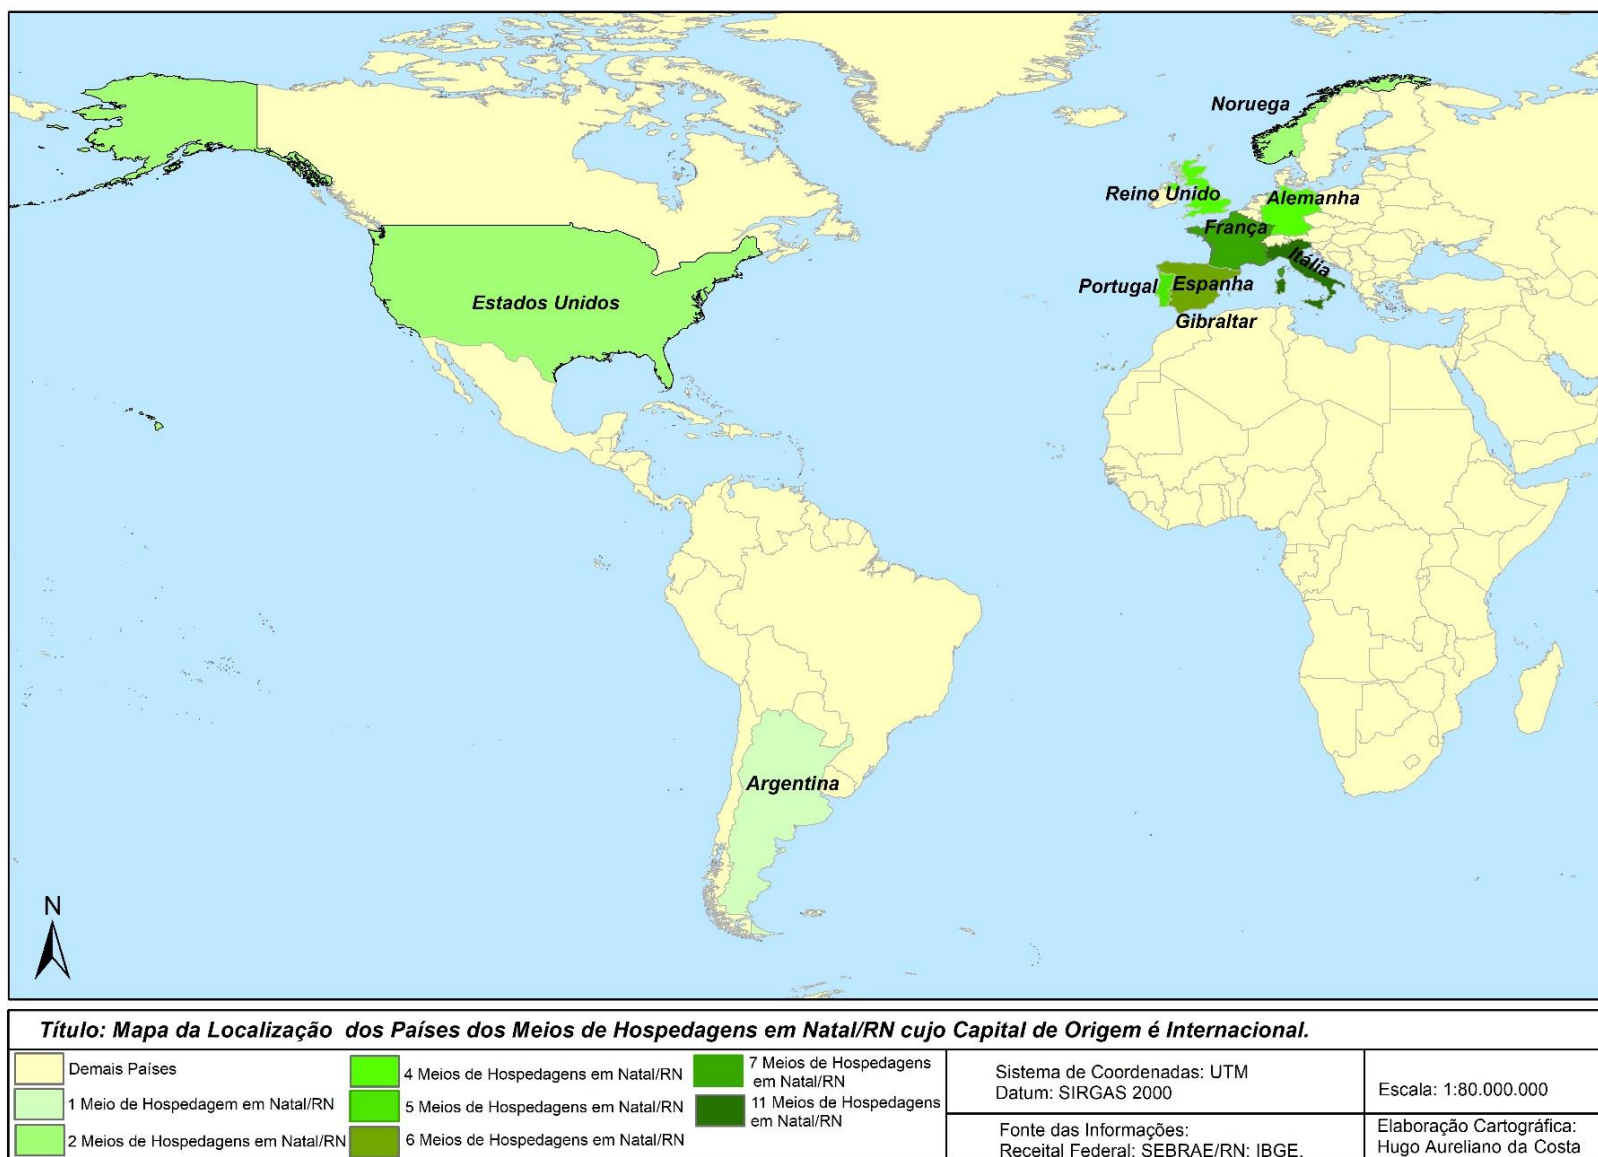 Noruega
Reino Unido
Alemanha
França
Itália
Portugal
Espanha
Gibraltar
Estados Unidos
Argentina
N
Título: Mapa da Localização dos Países dos Meios de Hospedagens em Natal/RN cujo Capital de Origem é Internacional.
Demais Países
1 Meio de Hospedagem em Natal/RN
2 Meios de Hospedagens em Natal/RN
4 Meios de Hospedagens em Natal/RN
5 Meios de Hospedagens em Natal/RN
6 Meios de Hospedagens em Natal/RN
7 Meios de Hospedagens
em Natal/RN
11 Meios de Hospedagens
em Natal/RN
Sistema de Coordenadas: UTM
Datum: SIRGAS 2000
Escala: 1:80.000.000
Fonte das Informações:
Receital Federal; SEBRAE/RN; IBGE.
Elaboração Cartográfica:
Hugo Aureliano da Costa